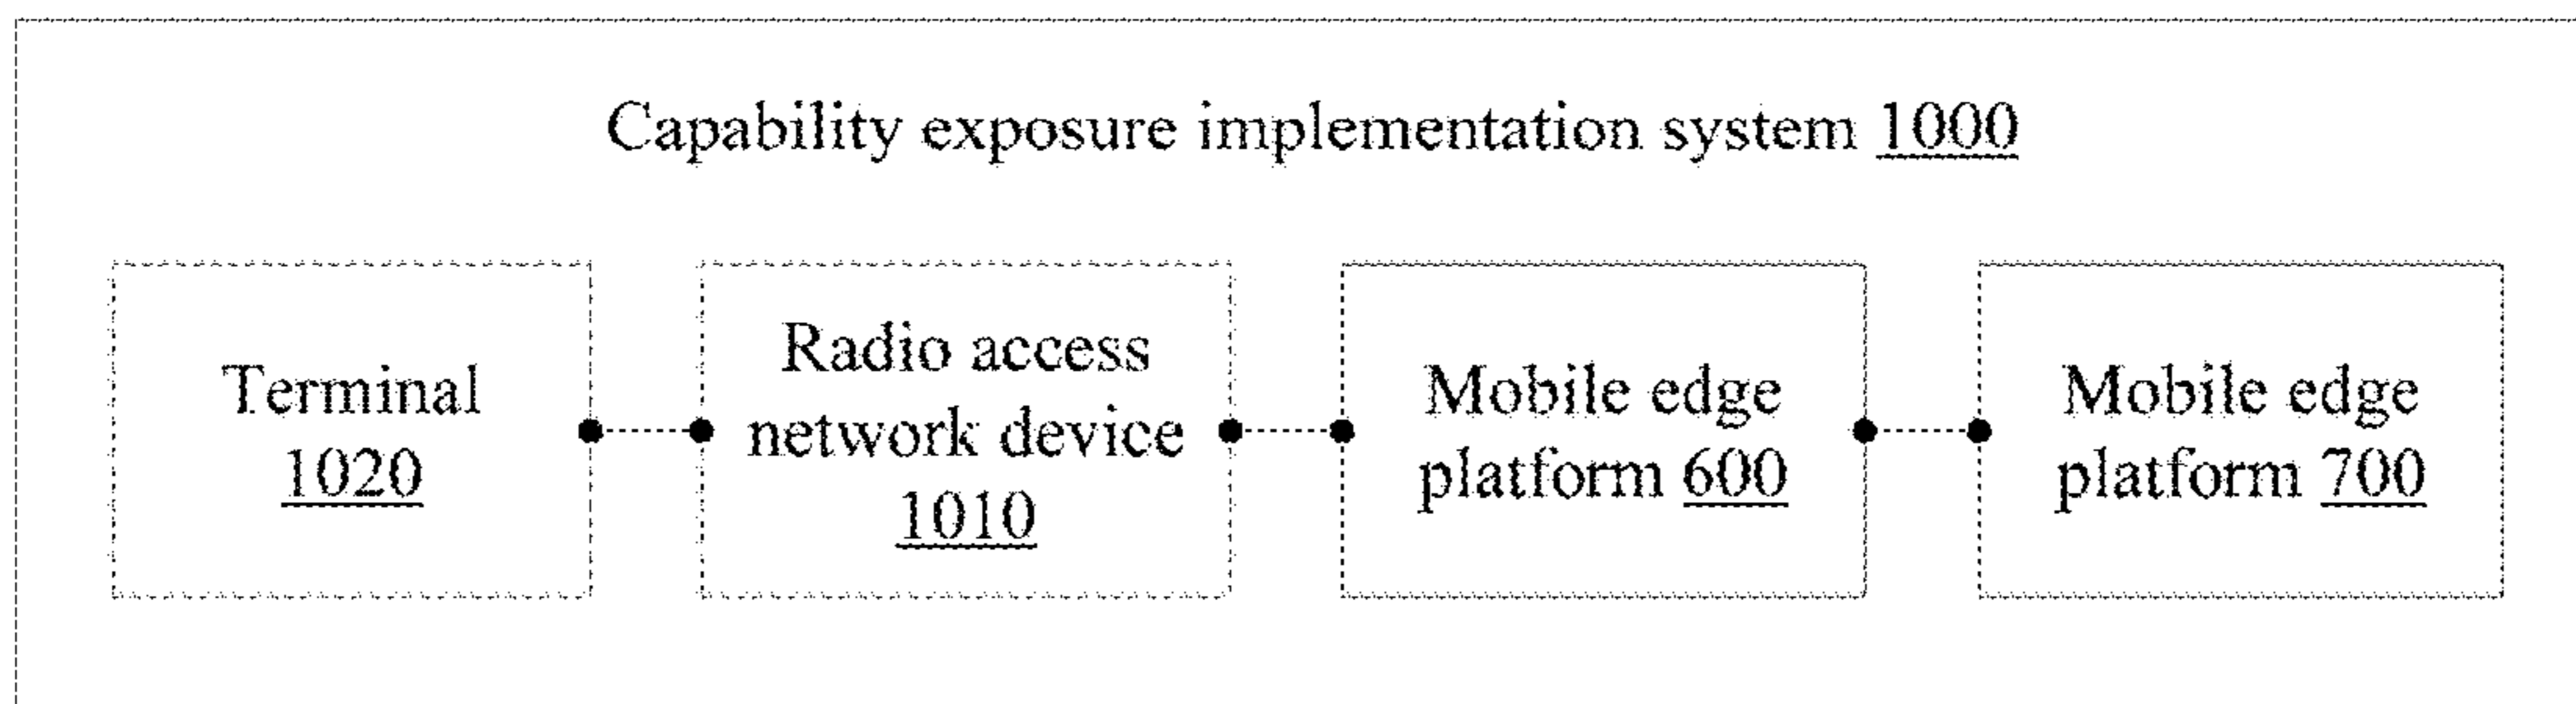 Capability exposure implementation system 1000
Terminal
1020
Radio access
network device
1010
Mobile edge
platform 600
Mobile edge
platform 700